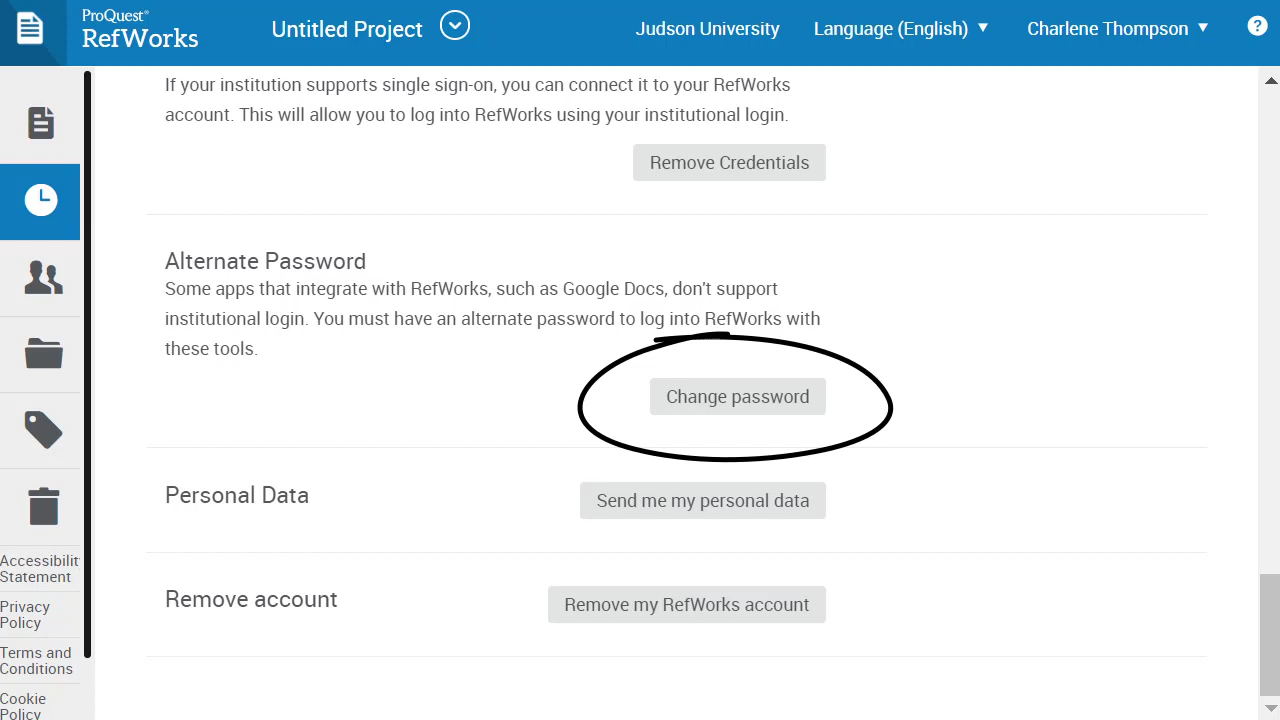 ProQuest®
RefWorks
Untitled Project
Judson University
Language (English) ▼
Charlene Thompson ▼
?
If your institution supports single sign-on, you can connect it to your RefWorks
account. This will allow you to log into RefWorks using your institutional login.
Remove Credentials
Alternate Password
Some apps that integrate with RefWorks, such as Google Docs, don't support
institutional login. You must have an alternate password to log into RefWorks with
these tools.
Change password
Personal Data
Send me my personal data
Remove account
Remove my RefWorks account
Accessibilit
Statement
Privacy
Policy
Terms and
Conditions
Cookie
Policy